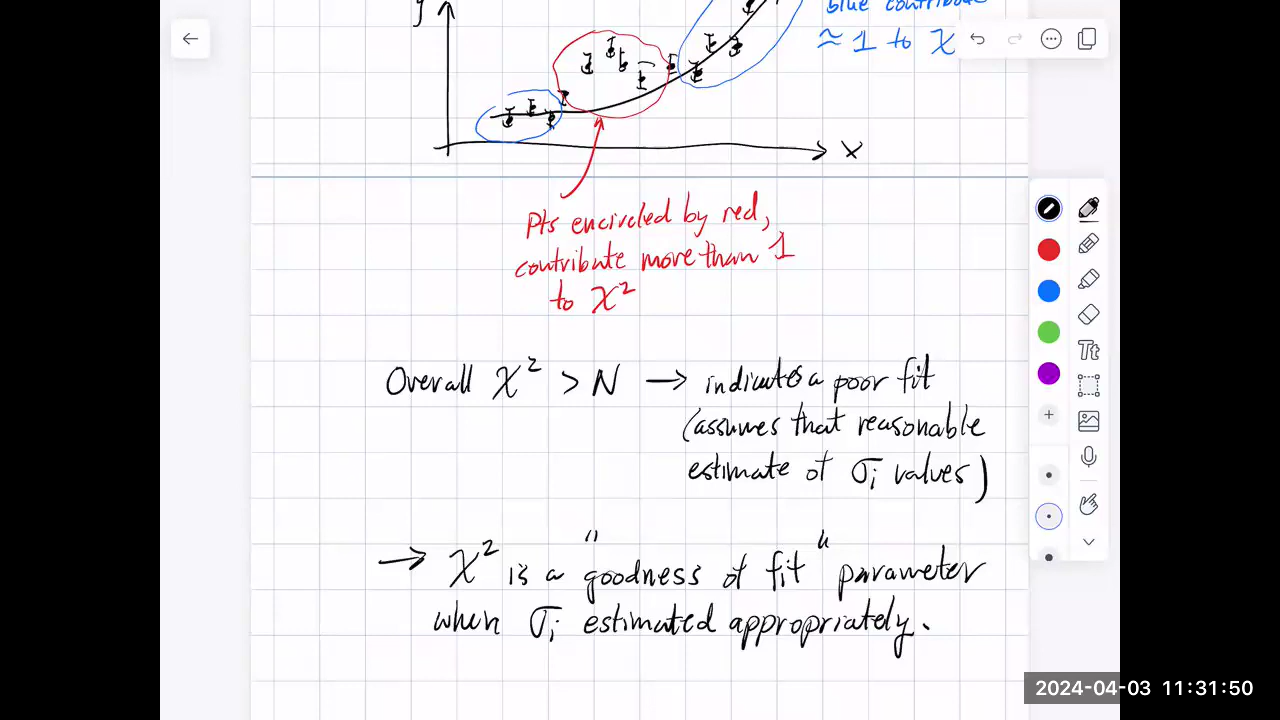 y
blue contribute
≈ 1 to χ
x
Pts encircled by red,
contribute more than 1
to χ²
Overall χ² > N → indicates a poor fit
(assumes that reasonable
estimate of σi values)
→ χ² is a "goodness of fit" parameter
when σi estimated appropriately.
Tt
2024-04-03 11:31:50